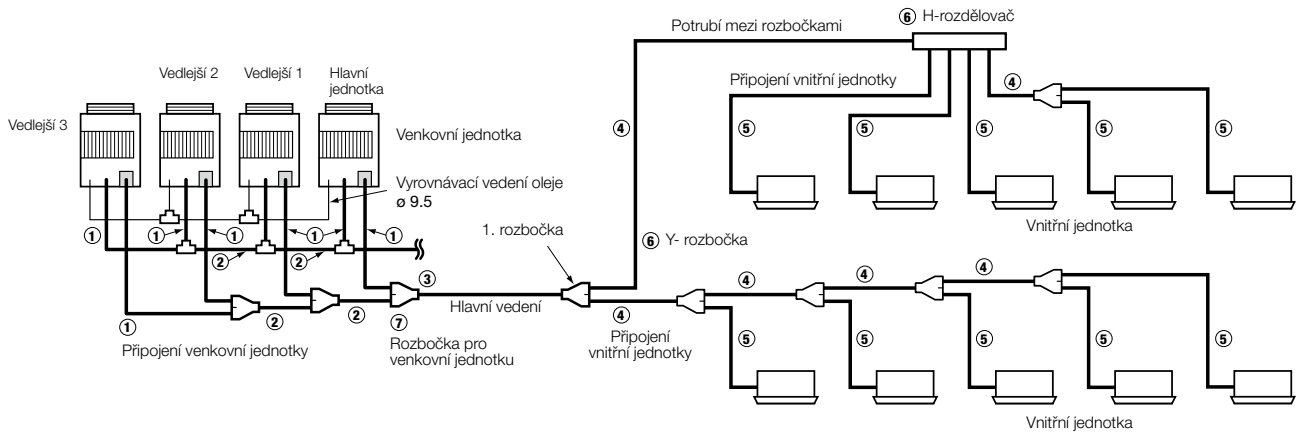 Potrubí mezi rozbočkami
⑥ H-rozdělovač
Vedlejší 2
Vedlejší 1
Hlavní
jednotka
Připojení vnitřní jednotky
④
Vedlejší 3
Venkovní jednotka
④
⑤
⑤
⑤
⑤
⑤
Vyrovnávací vedení oleje
ø 9.5
Vnitřní jednotka
①
①
①
①
①
①
①
②
②
1. rozbočka
⑥ Y- rozbočka
③
④
④
④
Hlavní vedení
①
②
②
⑦
④
Připojení venkovní jednotky
Rozbočka pro
venkovní jednotku
Připojení
vnitřní jednotky
⑤
⑤
⑤
⑤
⑤
Vnitřní jednotka